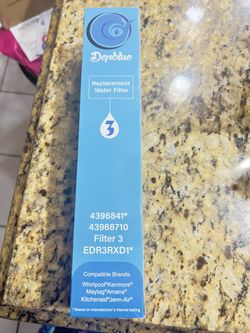 Depblue
Replacement
Water Filter
3
4396841*
43968710
Filter 3
EDR3RXD1*
Compatible Brands:
Whirlpool®Kenmore®
Maytag®Amana®
Kitchenaid®Jenn-Air®
*Based on manufacturer's internal testing